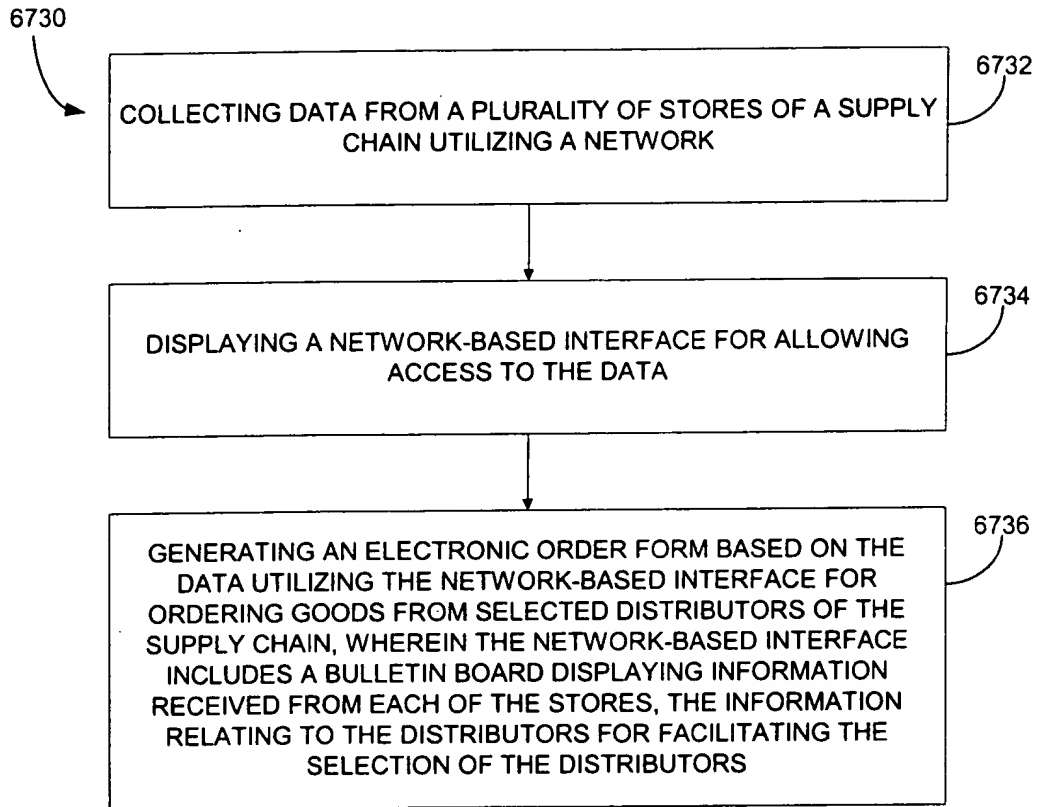 6730
6732
COLLECTING DATA FROM A PLURALITY OF STORES OF A SUPPLY
CHAIN UTILIZING A NETWORK
6734
DISPLAYING A NETWORK-BASED INTERFACE FOR ALLOWING
ACCESS TO THE DATA
6736
GENERATING AN ELECTRONIC ORDER FORM BASED ON THE
DATA UTILIZING THE NETWORK-BASED INTERFACE FOR
ORDERING GOODS FROM SELECTED DISTRIBUTORS OF THE
SUPPLY CHAIN, WHEREIN THE NETWORK-BASED INTERFACE
INCLUDES A BULLETIN BOARD DISPLAYING INFORMATION
RECEIVED FROM EACH OF THE STORES, THE INFORMATION
RELATING TO THE DISTRIBUTORS FOR FACILITATING THE
SELECTION OF THE DISTRIBUTORS